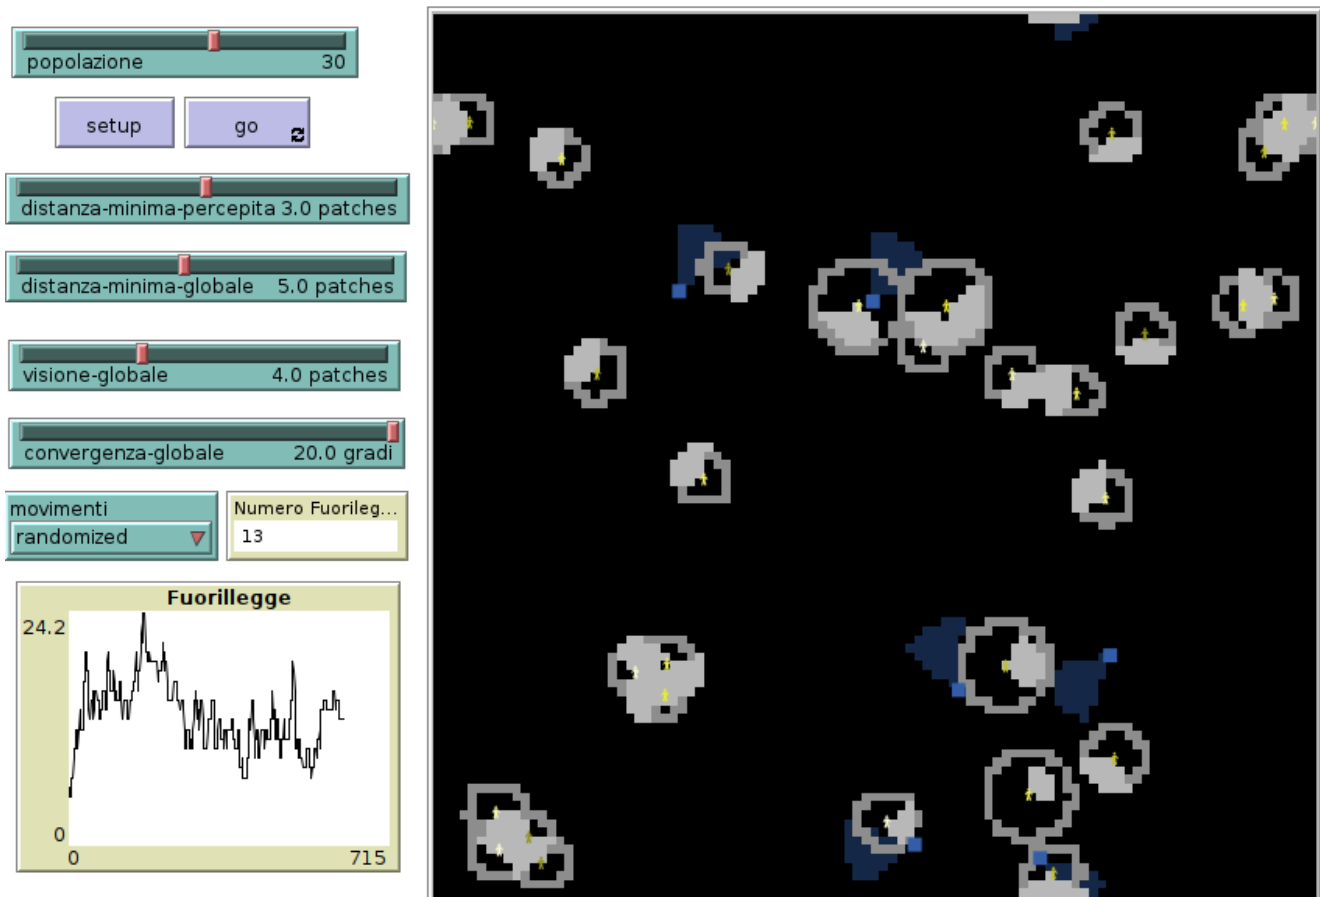 popolazione 30
setup
go
distanza-minima-percepita 3.0 patches
distanza-minima-globale 5.0 patches
visione-globale 4.0 patches
convergenza-globale 20.0 gradi
movimenti
randomized
Numero Fuorileg...
13
Fuorillegge
24.2
0
0 715